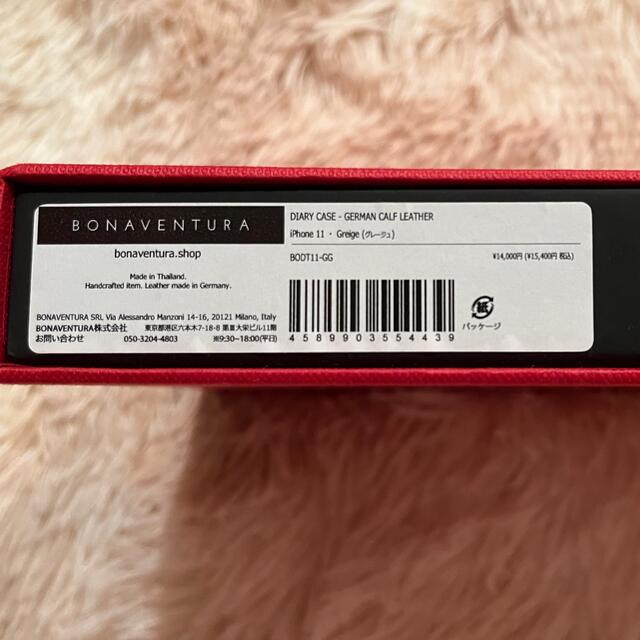 BONAVENTURA
bonaventura.shop
Made in Thailand.
Handcrafted item. Leather made in Germany.
BONAVENTURA SRL Via Alessandro Manzoni 14-16, 20121 Milano, Italy
BONAVENTURA株式会社 東京都港区六本木7-18-8 第Ⅲ大栄ビル11階
お問い合わせ 050-3204-4803 ※9:30~18:00(平日)
DIARY CASE - GERMAN CALF LEATHER
iPhone 11 ・ Greige (グレージュ)
BODT11-GG ¥14,000円 (¥15,400円 税込)
4589903554439
紙
パッケージ